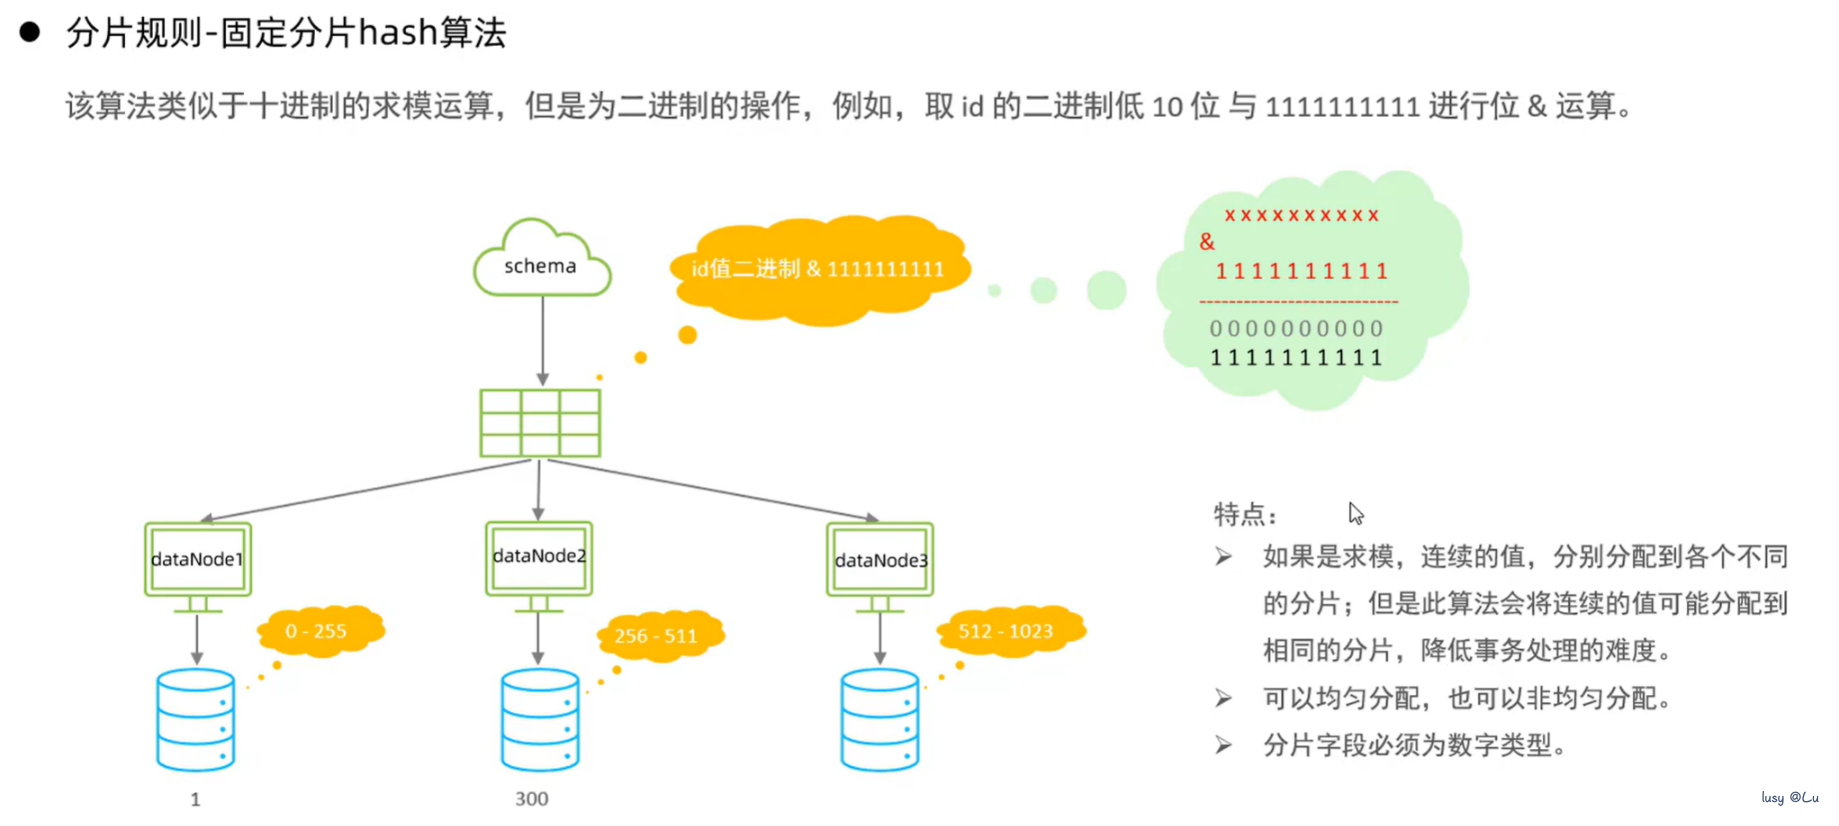 ● 分片规则-固定分片hash算法
该算法类似于十进制的求模运算，但是为二进制的操作，例如，取 id 的二进制低 10 位 与 1111111111 进行位 & 运算。
schema
id值二进制 & 1111111111
x x x x x x x x x x
&
1 1 1 1 1 1 1 1 1 1
---------------------------
0 0 0 0 0 0 0 0 0 0
1 1 1 1 1 1 1 1 1 1
dataNode1
dataNode2
dataNode3
0 - 255
256 - 511
512 - 1023
1
300
特点：
➢ 如果是求模，连续的值，分别分配到各个不同
的分片；但是此算法会将连续的值可能分配到
相同的分片，降低事务处理的难度。
➢ 可以均匀分配，也可以非均匀分配。
➢ 分片字段必须为数字类型。
lusy @Lu